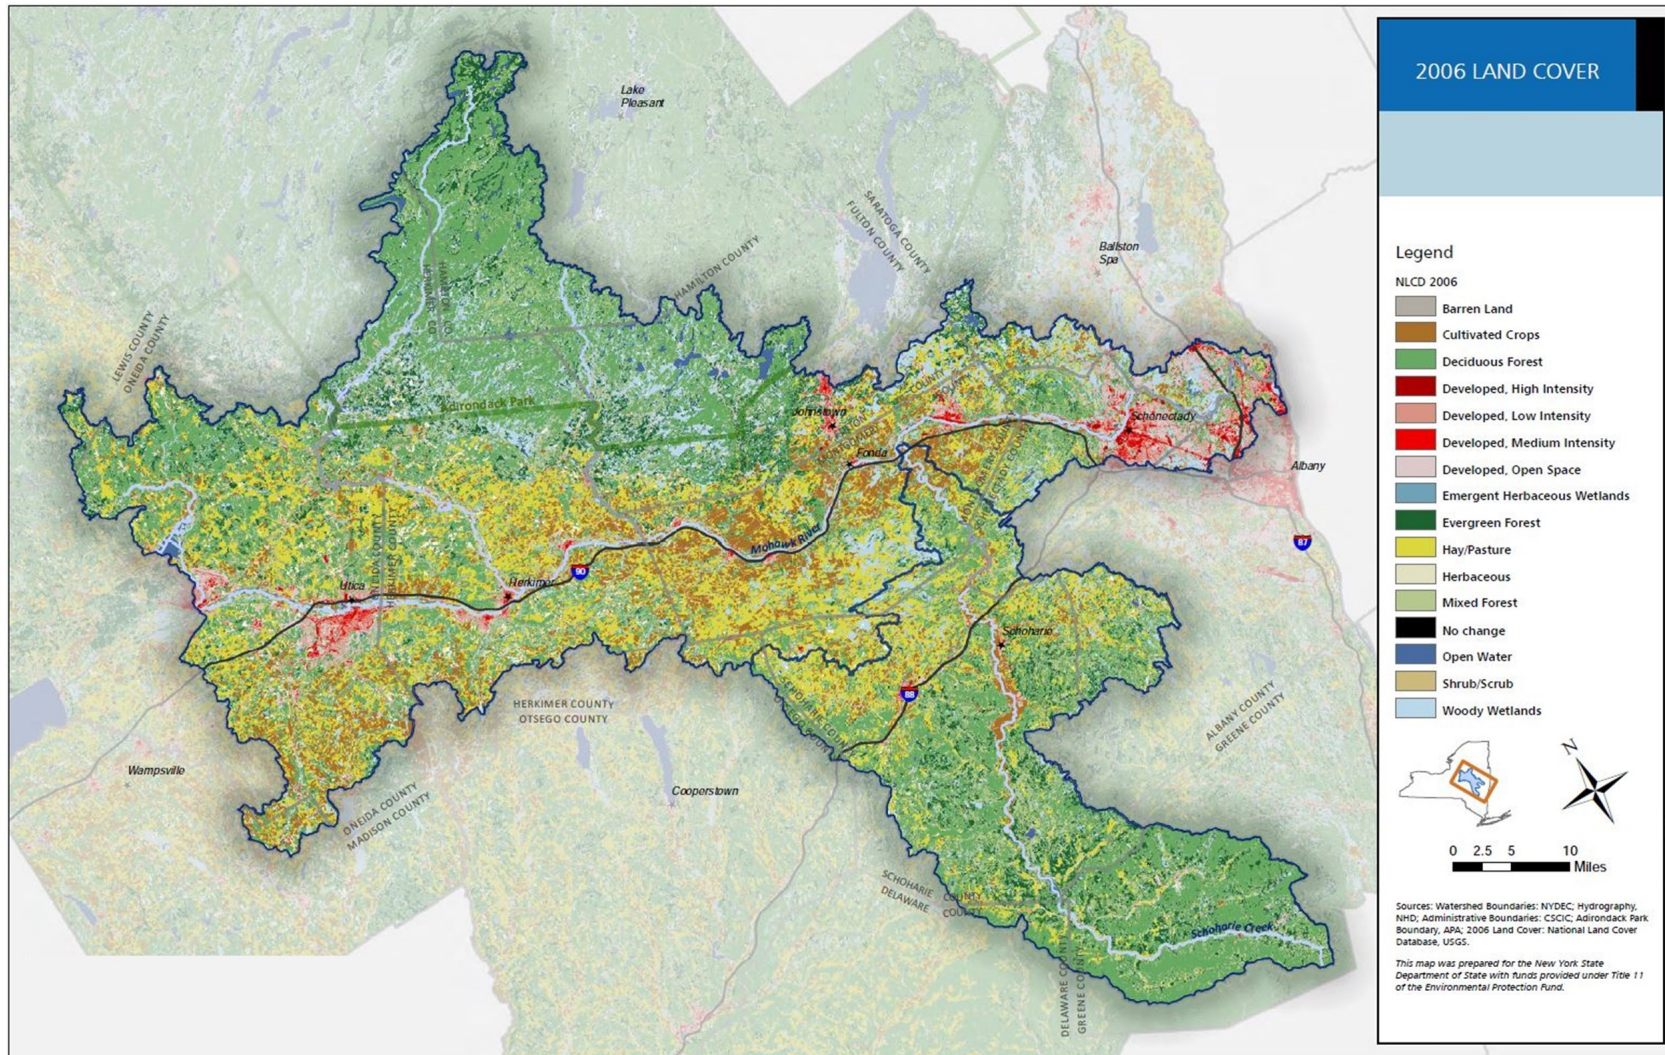 2006 LAND COVER
Legend
NLCD 2006
Barren Land
Cultivated Crops
Deciduous Forest
Developed, High Intensity
Developed, Low Intensity
Developed, Medium Intensity
Developed, Open Space
Emergent Herbaceous Wetlands
Evergreen Forest
Hay/Pasture
Herbaceous
Mixed Forest
No change
Open Water
Shrub/Scrub
Woody Wetlands
N
0 2.5 5 10
Miles
Sources: Watershed Boundaries: NYDEC; Hydrography,
NHD; Administrative Boundaries: CSCIC; Adirondack Park
Boundary, APA; 2006 Land Cover: National Land Cover
Database, USGS.
This map was prepared for the New York State
Department of State with funds provided under Title 11
of the Environmental Protection Fund.
Lake
Pleasant
SARATOGA COUNTY
FULTON COUNTY
Ballston
Spa
HAMILTON COUNTY
LEWIS COUNTY
ONEIDA COUNTY
Adirondack Park
Johnstown
Schenectady
Fonda
Albany
87
Mohawk River
90
Utica
Herkimer
ONEIDA COUNTY
HERKIMER COUNTY
Schoharie
88
HERKIMER COUNTY
OTSEGO COUNTY
ALBANY COUNTY
GREENE COUNTY
Wampsville
Cooperstown
ONEIDA COUNTY
MADISON COUNTY
SCHOHARIE COUNTY
DELAWARE COUNTY
Schoharie Creek
DELAWARE COUNTY
GREENE COUNTY